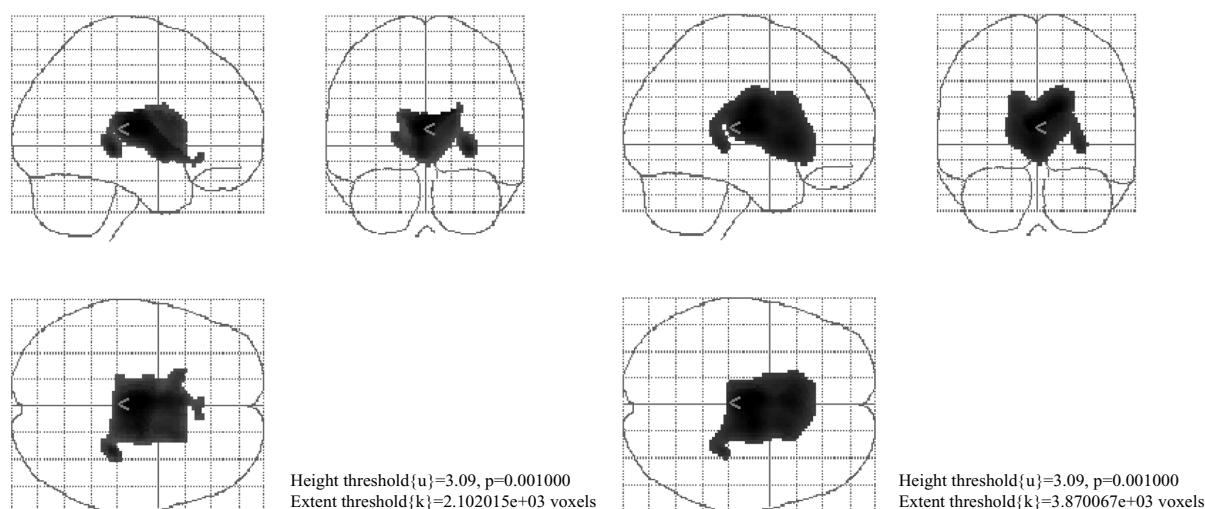 Height threshold{u}=3.09, p=0.001000
Extent threshold{k}=2.102015e+03 voxels
Height threshold{u}=3.09, p=0.001000
Extent threshold{k}=3.870067e+03 voxels